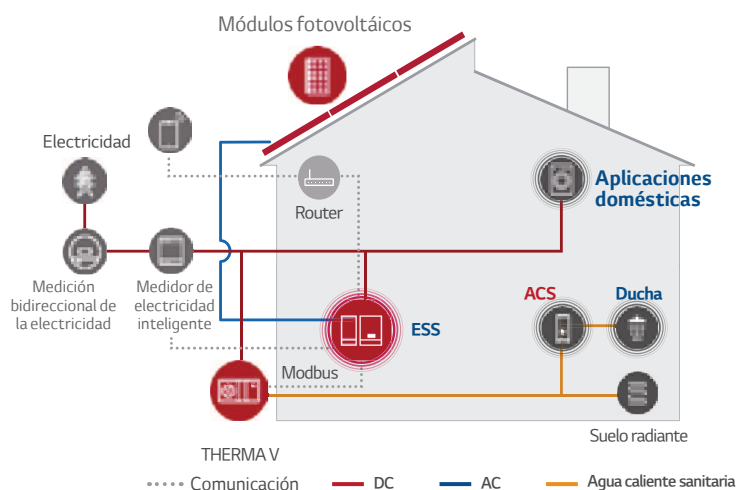 Módulos fotovoltáicos
Electricidad
Router
Aplicaciones
domésticas
Medición
bidireccional de
la electricidad
Medidor de
electricidad
inteligente
ESS
ACS
Ducha
Modbus
Suelo radiante
THERMA V
Comunicación
DC
AC
Agua caliente sanitaria